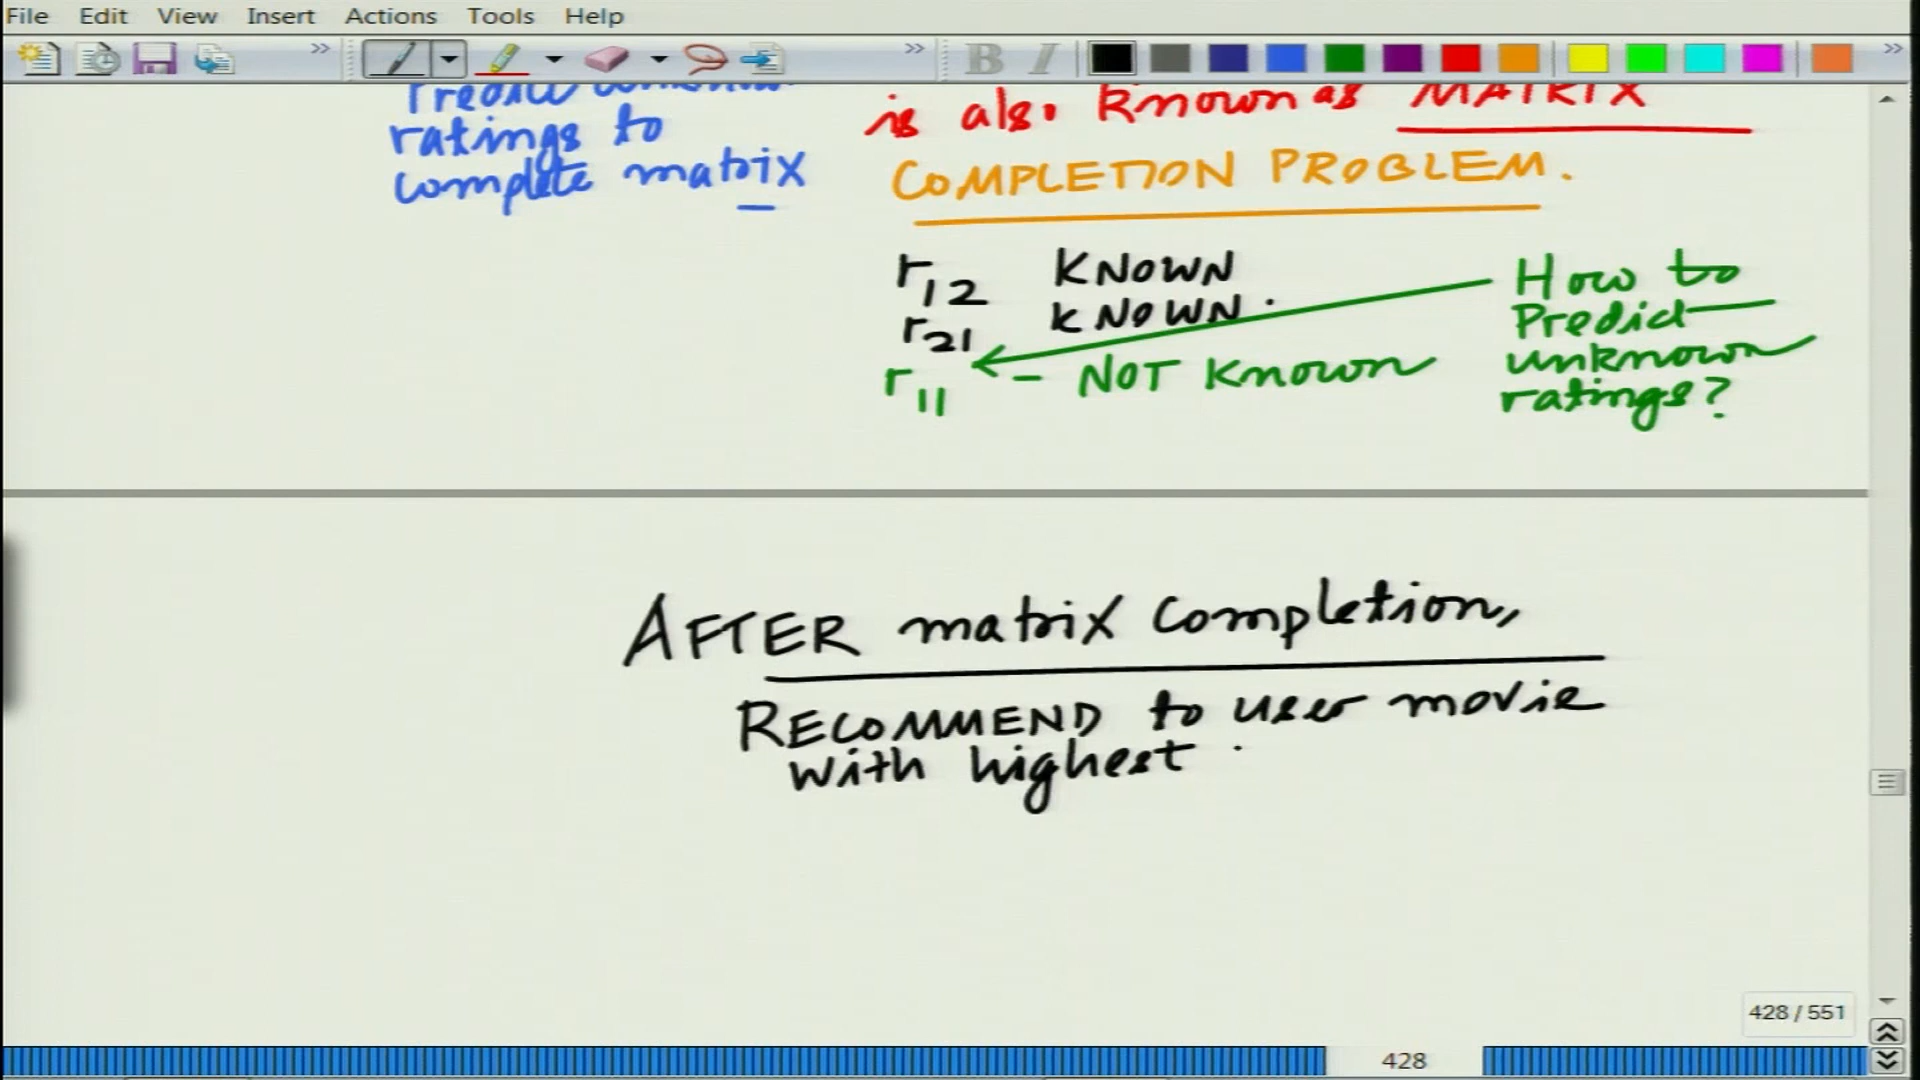 File Edit View Insert Actions Tools Help
B I
Predict
ratings to
complete matrix
is also known as MATRIX
COMPLETION PROBLEM.
r12 KNOWN
r21 KNOWN.
r11 - NOT Known
How to
Predict
unknown
ratings?
AFTER matrix completion,
RECOMMEND to user movie
with highest
428 / 551
428